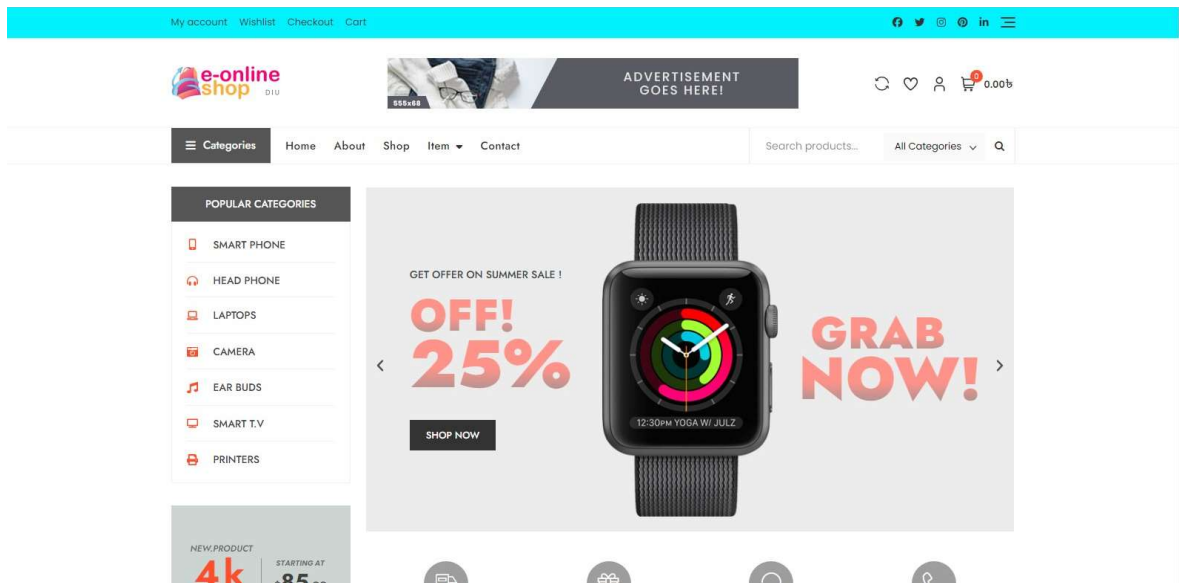 My account Wishlist Checkout Cart
e-online
shop DIU
555x68
ADVERTISEMENT
GOES HERE!
0
0.00৳
Categories Home About Shop Item Contact
Search products... All Categories
POPULAR CATEGORIES
SMART PHONE
HEAD PHONE
LAPTOPS
CAMERA
EAR BUDS
SMART T.V
PRINTERS
GET OFFER ON SUMMER SALE !
OFF!
25%
SHOP NOW
12:30PM YOGA W/ JULZ
GRAB
NOW!
NEW.PRODUCT
4k
STARTING AT